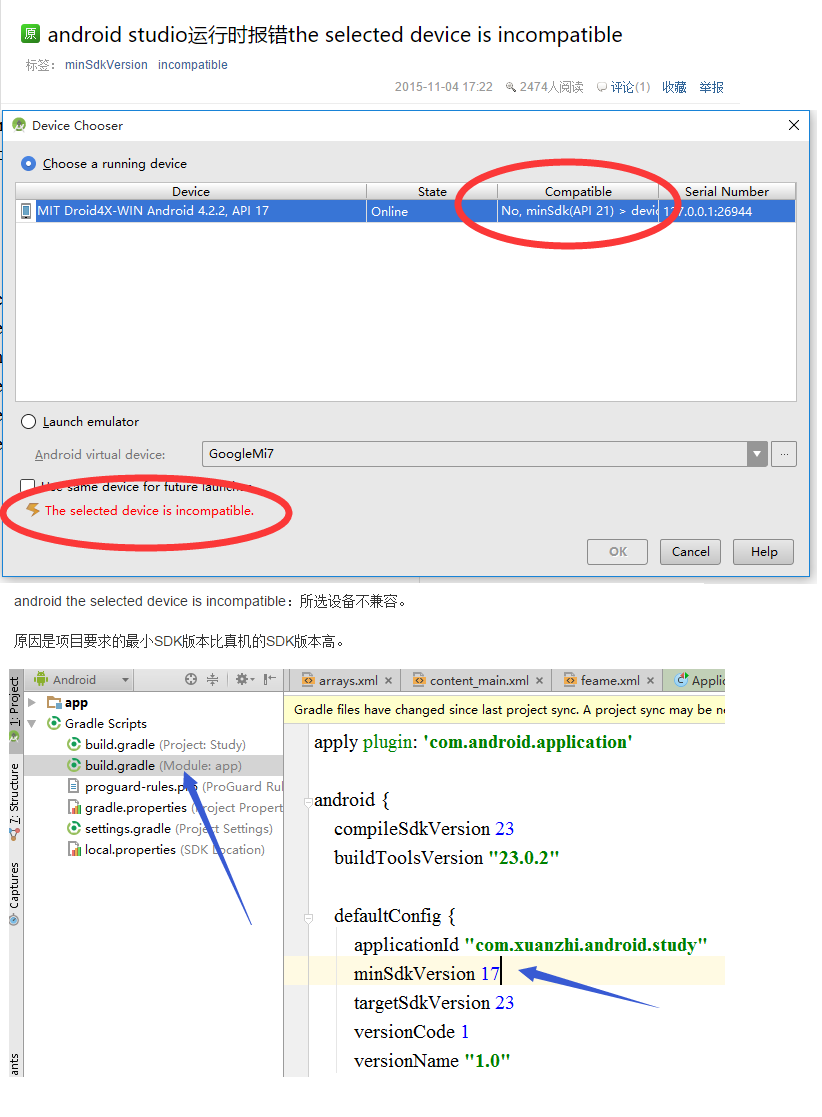 原 android studio运行时报错the selected device is incompatible
标签： minSdkVersion incompatible
2015-11-04 17:22 2474人阅读 评论(1) 收藏 举报
Device Chooser
Choose a running device
Device State Compatible Serial Number
MIT Droid4X-WIN Android 4.2.2, API 17 Online No, minSdk(API 21) > devic 127.0.0.1:26944
Launch emulator
Android virtual device: GoogleMi7 ...
Use same device for future launches
The selected device is incompatible.
OK Cancel Help
android the selected device is incompatible：所选设备不兼容。
原因是项目要求的最小SDK版本比真机的SDK版本高。
1: Project
7: Structure
Captures
ants
Android
app
Gradle Scripts
build.gradle (Project: Study)
build.gradle (Module: app)
proguard-rules.pro (ProGuard Rul
gradle.properties (Project Propert
settings.gradle (Project Settings)
local.properties (SDK Location)
arrays.xml content_main.xml feame.xml Applic
Gradle files have changed since last project sync. A project sync may be ne
apply plugin: 'com.android.application'
android {
compileSdkVersion 23
buildToolsVersion "23.0.2"
defaultConfig {
applicationId "com.xuanzhi.android.study"
minSdkVersion 17
targetSdkVersion 23
versionCode 1
versionName "1.0"